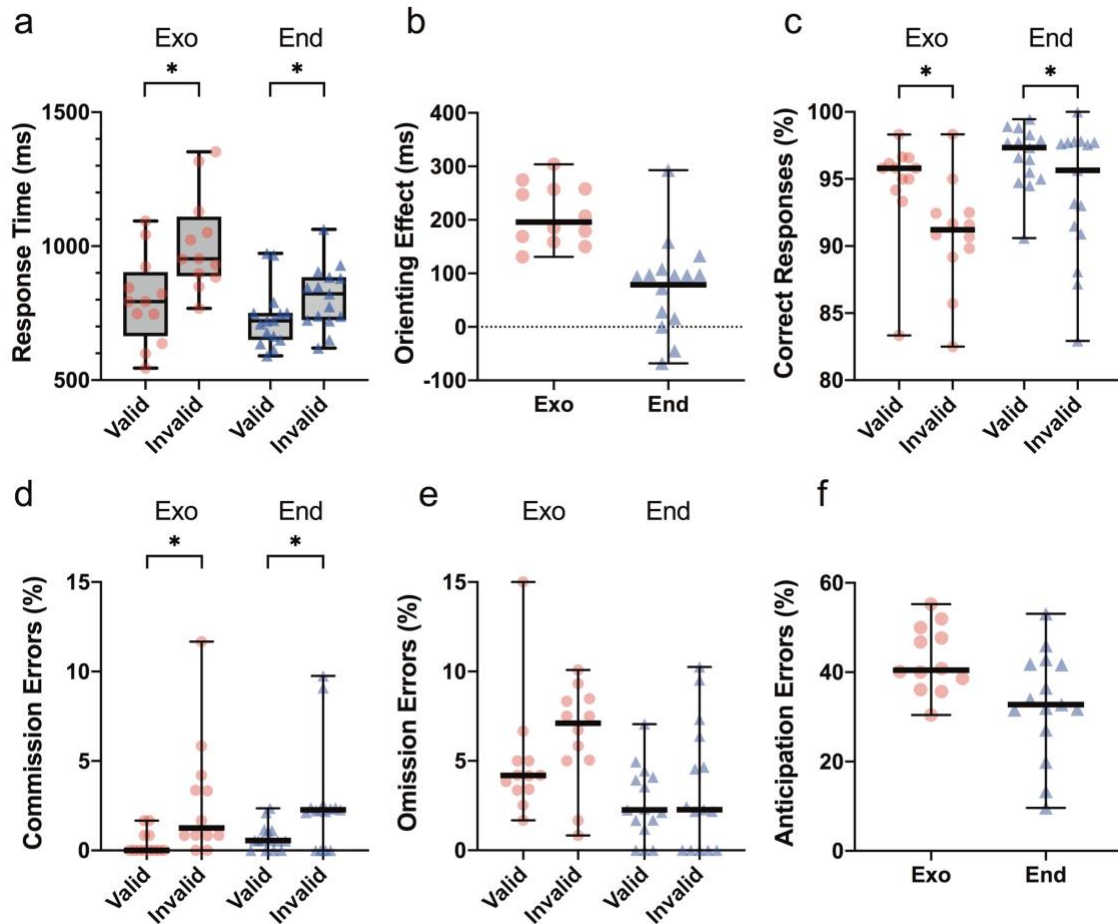 a
Exo End
* *
Response Time (ms)
1500
1000
500
Valid Invalid Valid Invalid
b
Orienting Effect (ms)
400
300
200
100
0
-100
Exo End
c
Exo End
* *
Correct Responses (%)
100
95
90
85
80
Valid Invalid Valid Invalid
d
Exo End
* *
Commission Errors (%)
15
10
5
0
Valid Invalid Valid Invalid
e
Exo End
Omission Errors (%)
15
10
5
0
Valid Invalid Valid Invalid
f
Anticipation Errors (%)
60
40
20
0
Exo End